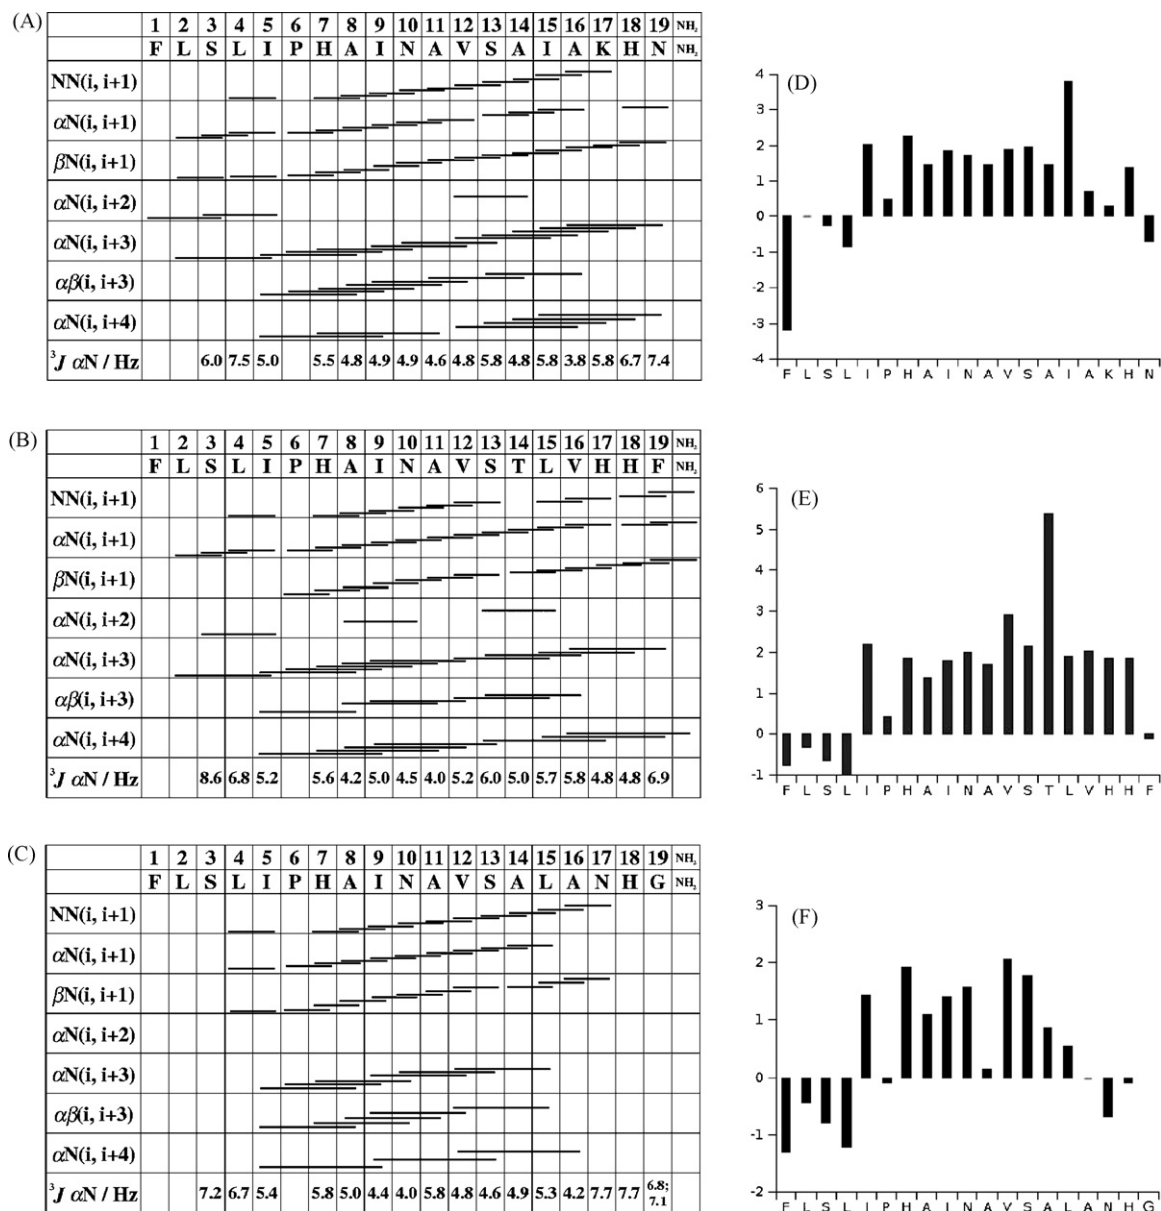 (A)
1 2 3 4 5 6 7 8 9 10 11 12 13 14 15 16 17 18 19 NH₂
F L S L I P H A I N A V S A I A K H N NH₂
NN(i, i+1)
αN(i, i+1)
βN(i, i+1)
αN(i, i+2)
αN(i, i+3)
αβ(i, i+3)
αN(i, i+4)
³J αN / Hz 6.0 7.5 5.0 5.5 4.8 4.9 4.9 4.6 4.8 5.8 4.8 5.8 3.8 5.8 6.7 7.4
(D)
4
3
2
1
0
-1
-2
-3
-4
F L S L I P H A I N A V S A I A K H N
(B)
1 2 3 4 5 6 7 8 9 10 11 12 13 14 15 16 17 18 19 NH₂
F L S L I P H A I N A V S T L V H H F NH₂
NN(i, i+1)
αN(i, i+1)
βN(i, i+1)
αN(i, i+2)
αN(i, i+3)
αβ(i, i+3)
αN(i, i+4)
³J αN / Hz 8.6 6.8 5.2 5.6 4.2 5.0 4.5 4.0 5.2 6.0 5.0 5.7 5.8 4.8 4.8 6.9
(E)
6
5
4
3
2
1
0
-1
F L S L I P H A I N A V S T L V H H F
(C)
1 2 3 4 5 6 7 8 9 10 11 12 13 14 15 16 17 18 19 NH₂
F L S L I P H A I N A V S A L A N H G NH₂
NN(i, i+1)
αN(i, i+1)
βN(i, i+1)
αN(i, i+2)
αN(i, i+3)
αβ(i, i+3)
αN(i, i+4)
³J αN / Hz 7.2 6.7 5.4 5.8 5.0 4.4 4.0 5.8 4.8 4.6 4.9 5.3 4.2 7.7 7.7 6.8; 7.1
(F)
3
2
1
0
-1
-2
F L S L I P H A I N A V S A L A N H G